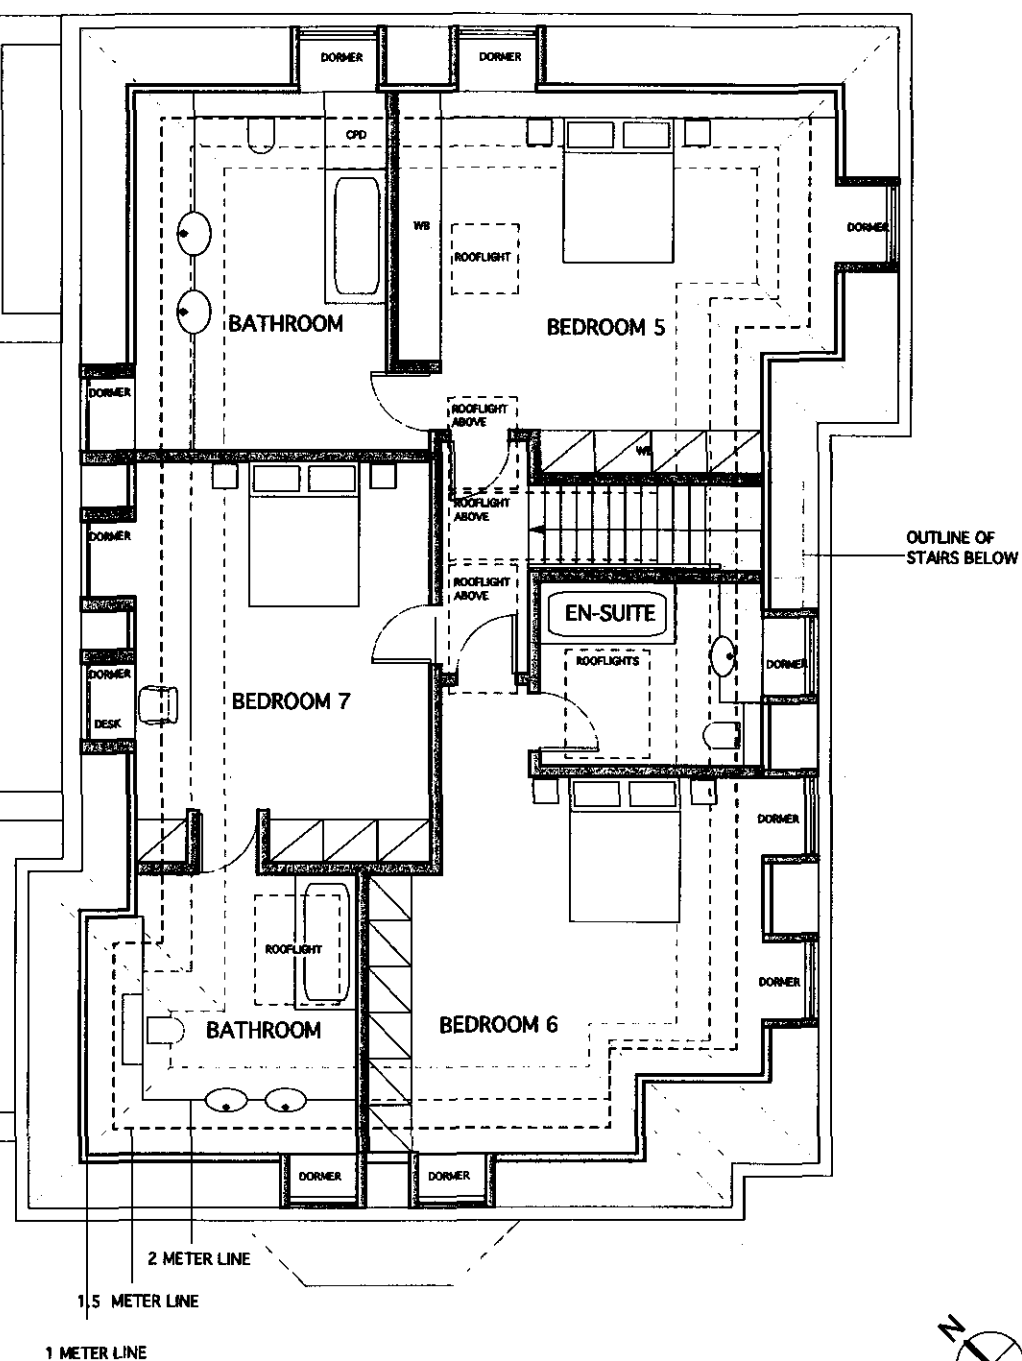 DORMER
DORMER
CPD
WB
DORMER
ROOFLIGHT
BATHROOM
BEDROOM 5
DORMER
ROOFLIGHT
ABOVE
WB
ROOFLIGHT
ABOVE
DORMER
OUTLINE OF
STAIRS BELOW
ROOFLIGHT
ABOVE
EN-SUITE
ROOFLIGHTS
DORMER
DORMER
BEDROOM 7
DESK
DORMER
ROOFLIGHT
DORMER
BATHROOM
BEDROOM 6
DORMER
DORMER
2 METER LINE
1.5 METER LINE
1 METER LINE
N